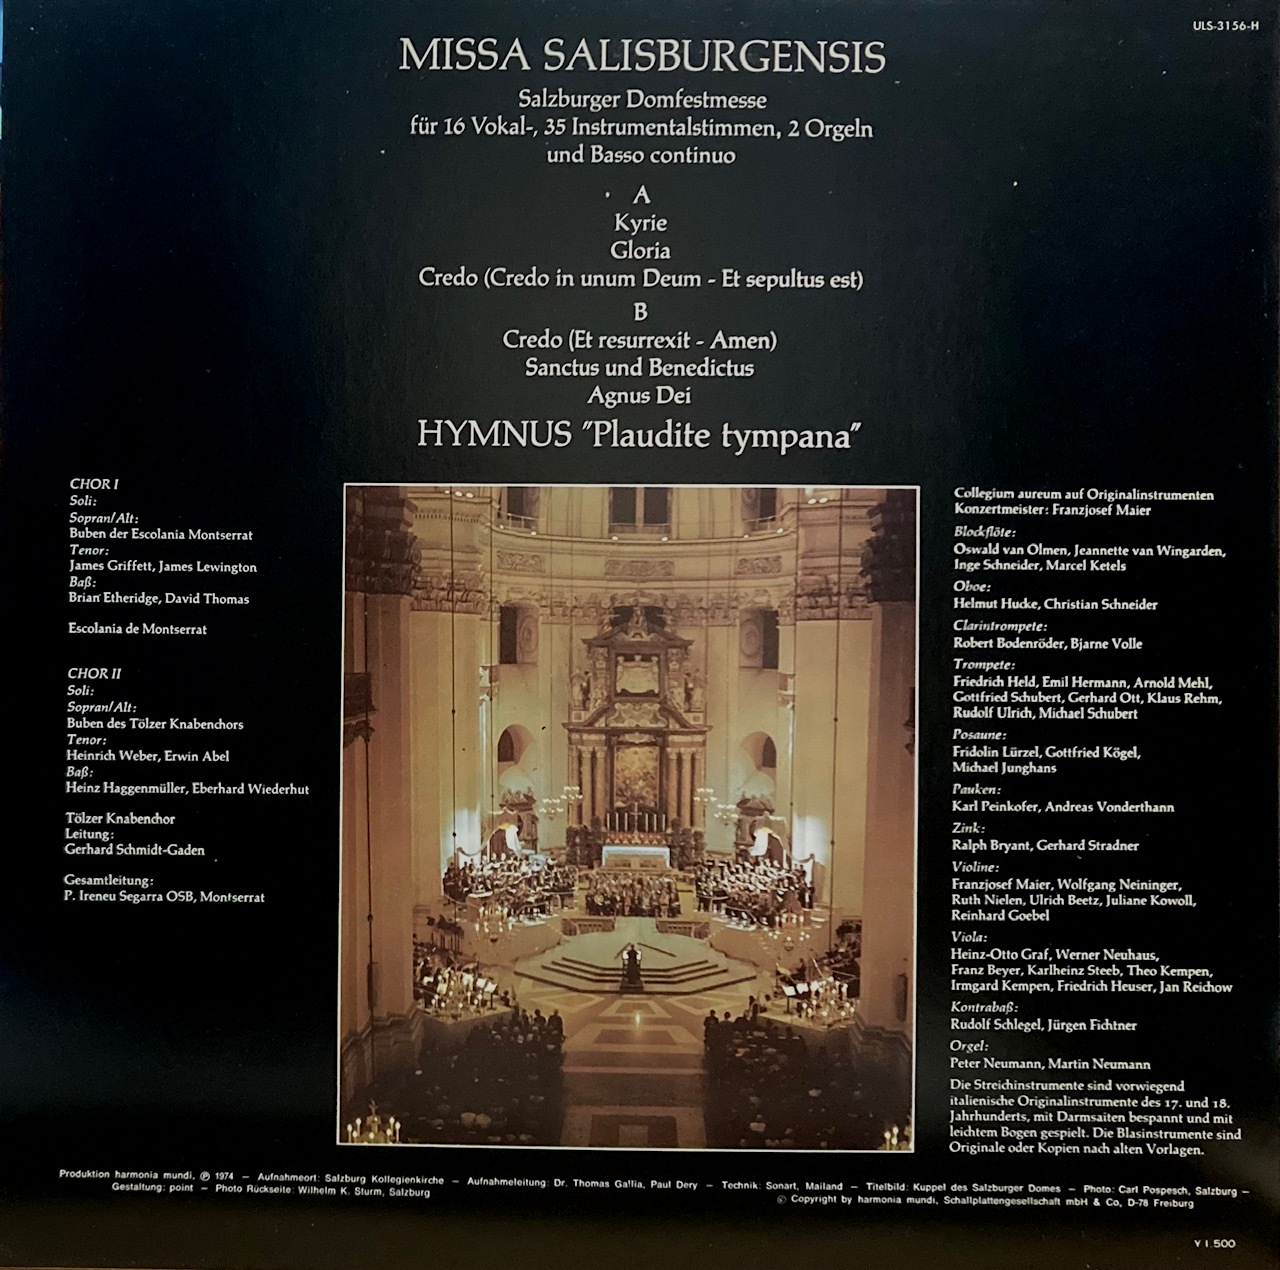 ULS-3156-H
MISSA SALISBURGENSIS
Salzburger Domfestmesse
für 16 Vokal-, 35 Instrumentalstimmen, 2 Orgeln
und Basso continuo
A
Kyrie
Gloria
Credo (Credo in unum Deum - Et sepultus est)
B
Credo (Et resurrexit - Amen)
Sanctus und Benedictus
Agnus Dei
HYMNUS "Plaudite tympana"
CHOR I
Soli:
Sopran/Alt:
Buben der Escolania Montserrat
Tenor:
James Griffett, James Lewington
Baß:
Brian Etheridge, David Thomas
Escolania de Montserrat
CHOR II
Soli:
Sopran/Alt:
Buben des Tölzer Knabenchors
Tenor:
Heinrich Weber, Erwin Abel
Baß:
Heinz Haggenmüller, Eberhard Wiederhut
Tölzer Knabenchor
Leitung:
Gerhard Schmidt-Gaden
Gesamtleitung:
P. Ireneu Segarra OSB, Montserrat
Collegium aureum auf Originalinstrumenten
Konzertmeister: Franzjosef Maier
Blockflöte:
Oswald van Olmen, Jeannette van Wingarden,
Inge Schneider, Marcel Ketels
Oboe:
Helmut Hucke, Christian Schneider
Clarintrompete:
Robert Bodenröder, Bjarne Volle
Trompete:
Friedrich Held, Emil Hermann, Arnold Mehl,
Gottfried Schubert, Gerhard Ott, Klaus Rehm,
Rudolf Ulrich, Michael Schubert
Posaune:
Fridolin Lürzel, Gottfried Kögel,
Michael Junghans
Pauken:
Karl Peinkofer, Andreas Vonderthann
Zink:
Ralph Bryant, Gerhard Stradner
Violine:
Franzjosef Maier, Wolfgang Neininger,
Ruth Nielen, Ulrich Beetz, Juliane Kowoll,
Reinhard Goebel
Viola:
Heinz-Otto Graf, Werner Neuhaus,
Franz Beyer, Karlheinz Steeb, Theo Kempen,
Irmgard Kempen, Friedrich Heuser, Jan Reichow
Kontrabaß:
Rudolf Schlegel, Jürgen Fichtner
Orgel:
Peter Neumann, Martin Neumann
Die Streichinstrumente sind vorwiegend
italienische Originalinstrumente des 17. und 18.
Jahrhunderts, mit Darmsaiten bespannt und mit
leichtem Bogen gespielt. Die Blasinstrumente sind
Originale oder Kopien nach alten Vorlagen.
Produktion harmonia mundi, ℗ 1974 — Aufnahmeort: Salzburg Kollegienkirche — Aufnahmeleitung: Dr. Thomas Gallia, Paul Dery — Technik: Sonart, Mailand — Titelbild: Kuppel des Salzburger Domes — Photo: Carl Pospesch, Salzburg —
Gestaltung: point — Photo Rückseite: Wilhelm K. Sturm, Salzburg
© Copyright by harmonia mundi, Schallplattengesellschaft mbH & Co, D-78 Freiburg
¥ 1,500